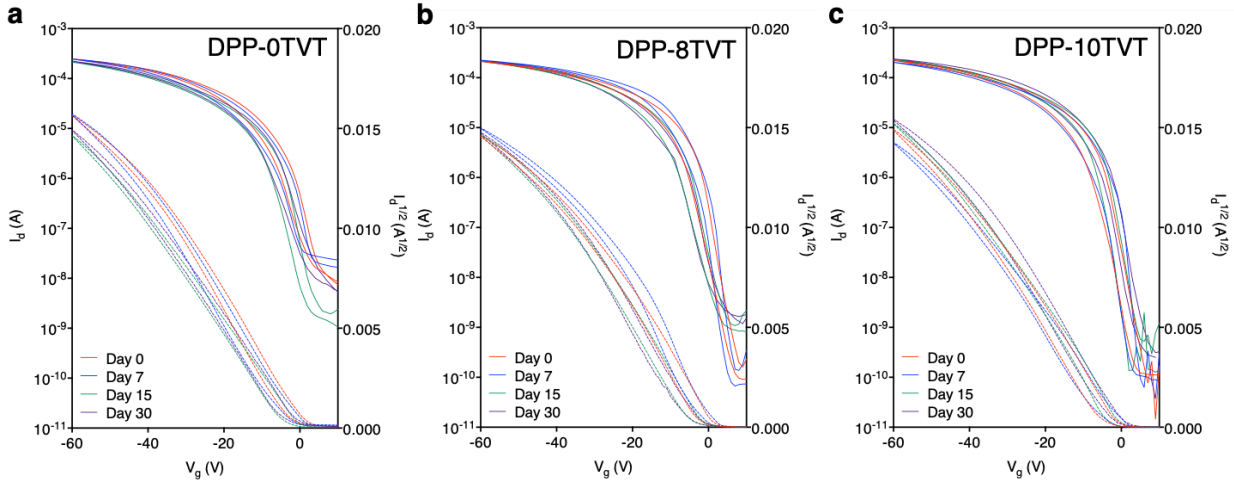 a
DPP-0TVT
10⁻³
10⁻⁴
10⁻⁵
10⁻⁶
10⁻⁷
10⁻⁸
10⁻⁹
10⁻¹⁰
10⁻¹¹
I_d (A)
0.020
0.015
0.010
0.005
0.000
I_d^1/2 (A^1/2)
Day 0
Day 7
Day 15
Day 30
-60 -40 -20 0
V_g (V)
b
DPP-8TVT
10⁻³
10⁻⁴
10⁻⁵
10⁻⁶
10⁻⁷
10⁻⁸
10⁻⁹
10⁻¹⁰
10⁻¹¹
I_d (A)
0.020
0.015
0.010
0.005
0.000
I_d^1/2 (A^1/2)
Day 0
Day 7
Day 15
Day 30
-60 -40 -20 0
V_g (V)
c
DPP-10TVT
10⁻³
10⁻⁴
10⁻⁵
10⁻⁶
10⁻⁷
10⁻⁸
10⁻⁹
10⁻¹⁰
10⁻¹¹
I_d (A)
0.020
0.015
0.010
0.005
0.000
I_d^1/2 (A^1/2)
Day 0
Day 7
Day 15
Day 30
-60 -40 -20 0
V_g (V)